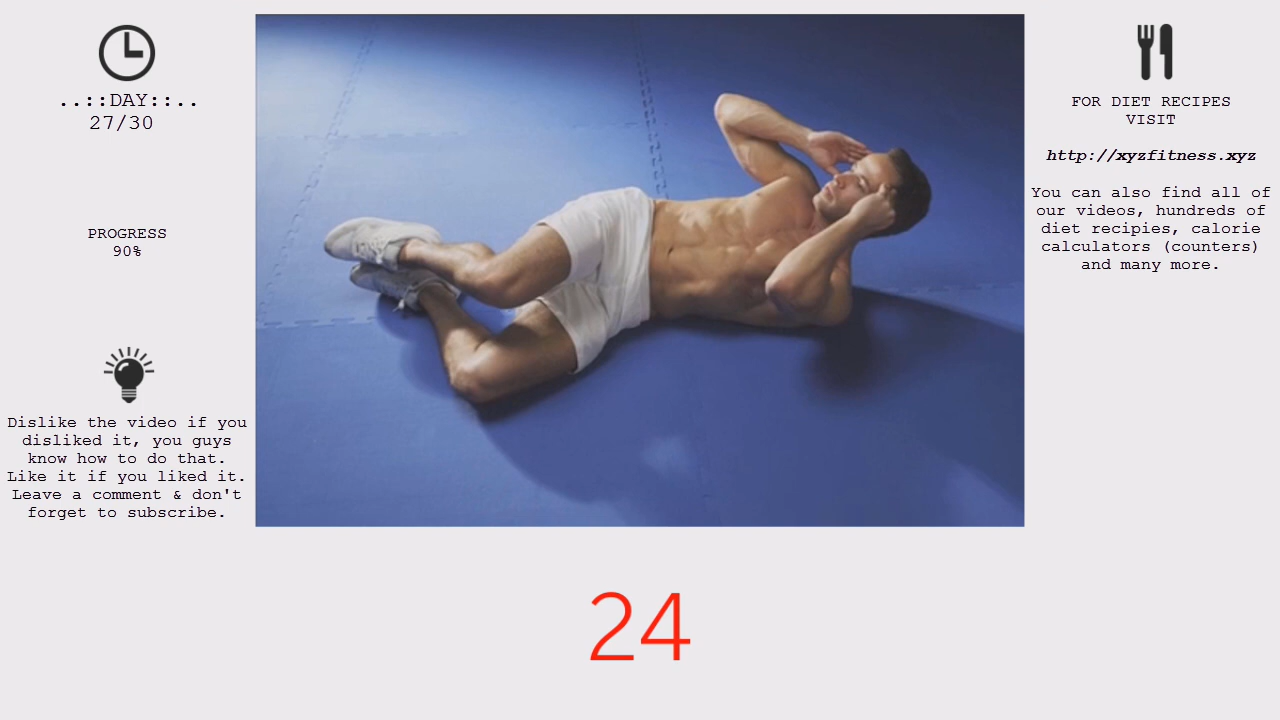 ..::DAY::..
27/30
PROGRESS
90%
Dislike the video if you
disliked it, you guys
know how to do that.
Like it if you liked it.
Leave a comment & don't
forget to subscribe.
FOR DIET RECIPES
VISIT
http://xyzfitness.xyz
You can also find all of
our videos, hundreds of
diet recipies, calorie
calculators (counters)
and many more.
24